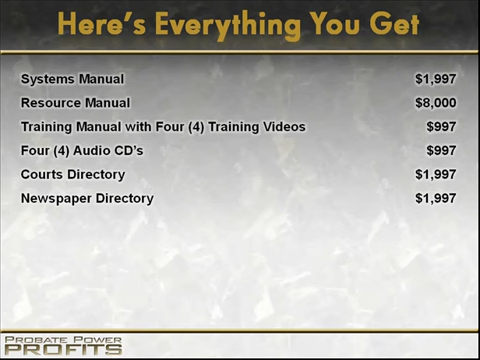 Here's Everything You Get
Systems Manual $1,997
Resource Manual $8,000
Training Manual with Four (4) Training Videos $997
Four (4) Audio CD's $997
Courts Directory $1,997
Newspaper Directory $1,997
PROBATE POWER
PROFITS